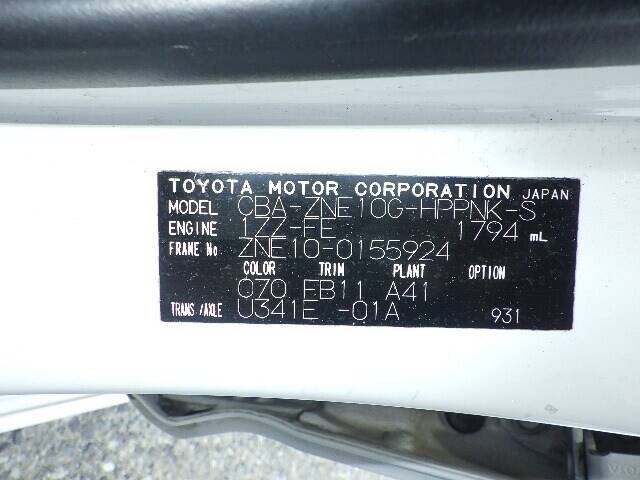 TOYOTA MOTOR CORPORATION JAPAN
MODEL CBA-ZNE10G-HPPNK-S
ENGINE 1ZZ-FE 1794 mL
FRAME No. ZNE10-0155924
COLOR TRIM PLANT OPTION
070 EB11 A41
TRANS/AXLE U341E -01A 931